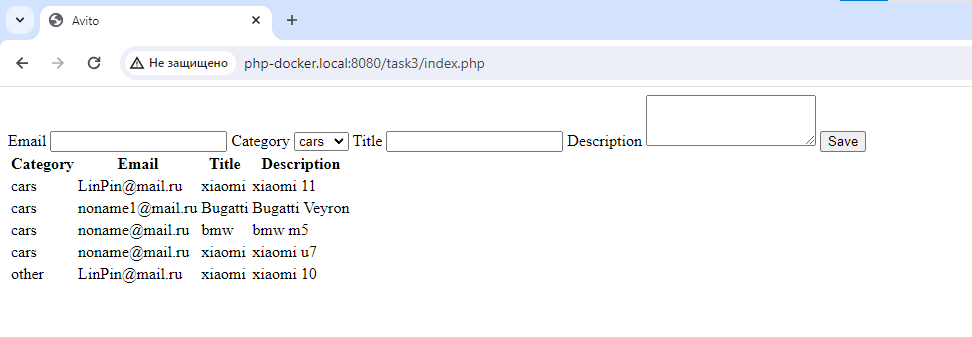 Avito
Не защищено php-docker.local:8080/task3/index.php
Email Category cars Title Description Save
Category Email Title Description
cars LinPin@mail.ru xiaomi xiaomi 11
cars noname1@mail.ru Bugatti Bugatti Veyron
cars noname@mail.ru bmw bmw m5
cars noname@mail.ru xiaomi xiaomi u7
other LinPin@mail.ru xiaomi xiaomi 10